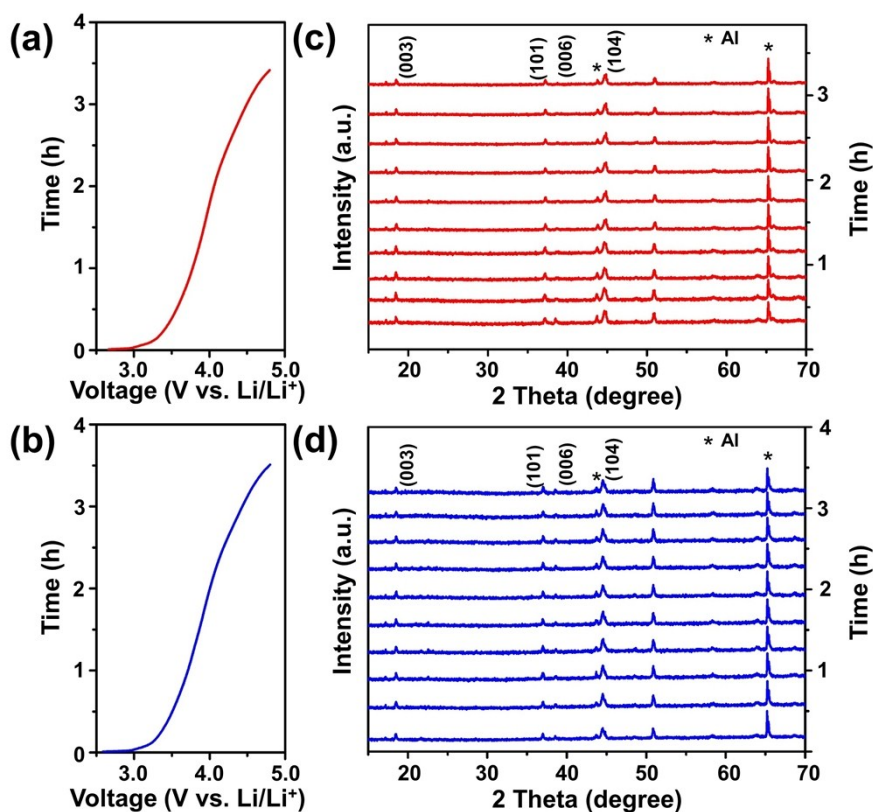 (a)
4
3
2
1
0
Time (h)
3.0 4.0 5.0
Voltage (V vs. Li/Li⁺)
(c)
(003)
(101)
(006)
*
(104)
* Al
*
Intensity (a.u.)
3
2
1
Time (h)
20 30 40 50 60 70
2 Theta (degree)
(b)
4
3
2
1
0
Time (h)
3.0 4.0 5.0
Voltage (V vs. Li/Li⁺)
(d)
(003)
(101)
(006)
*
(104)
* Al
*
Intensity (a.u.)
4
3
2
1
0
Time (h)
20 30 40 50 60 70
2 Theta (degree)